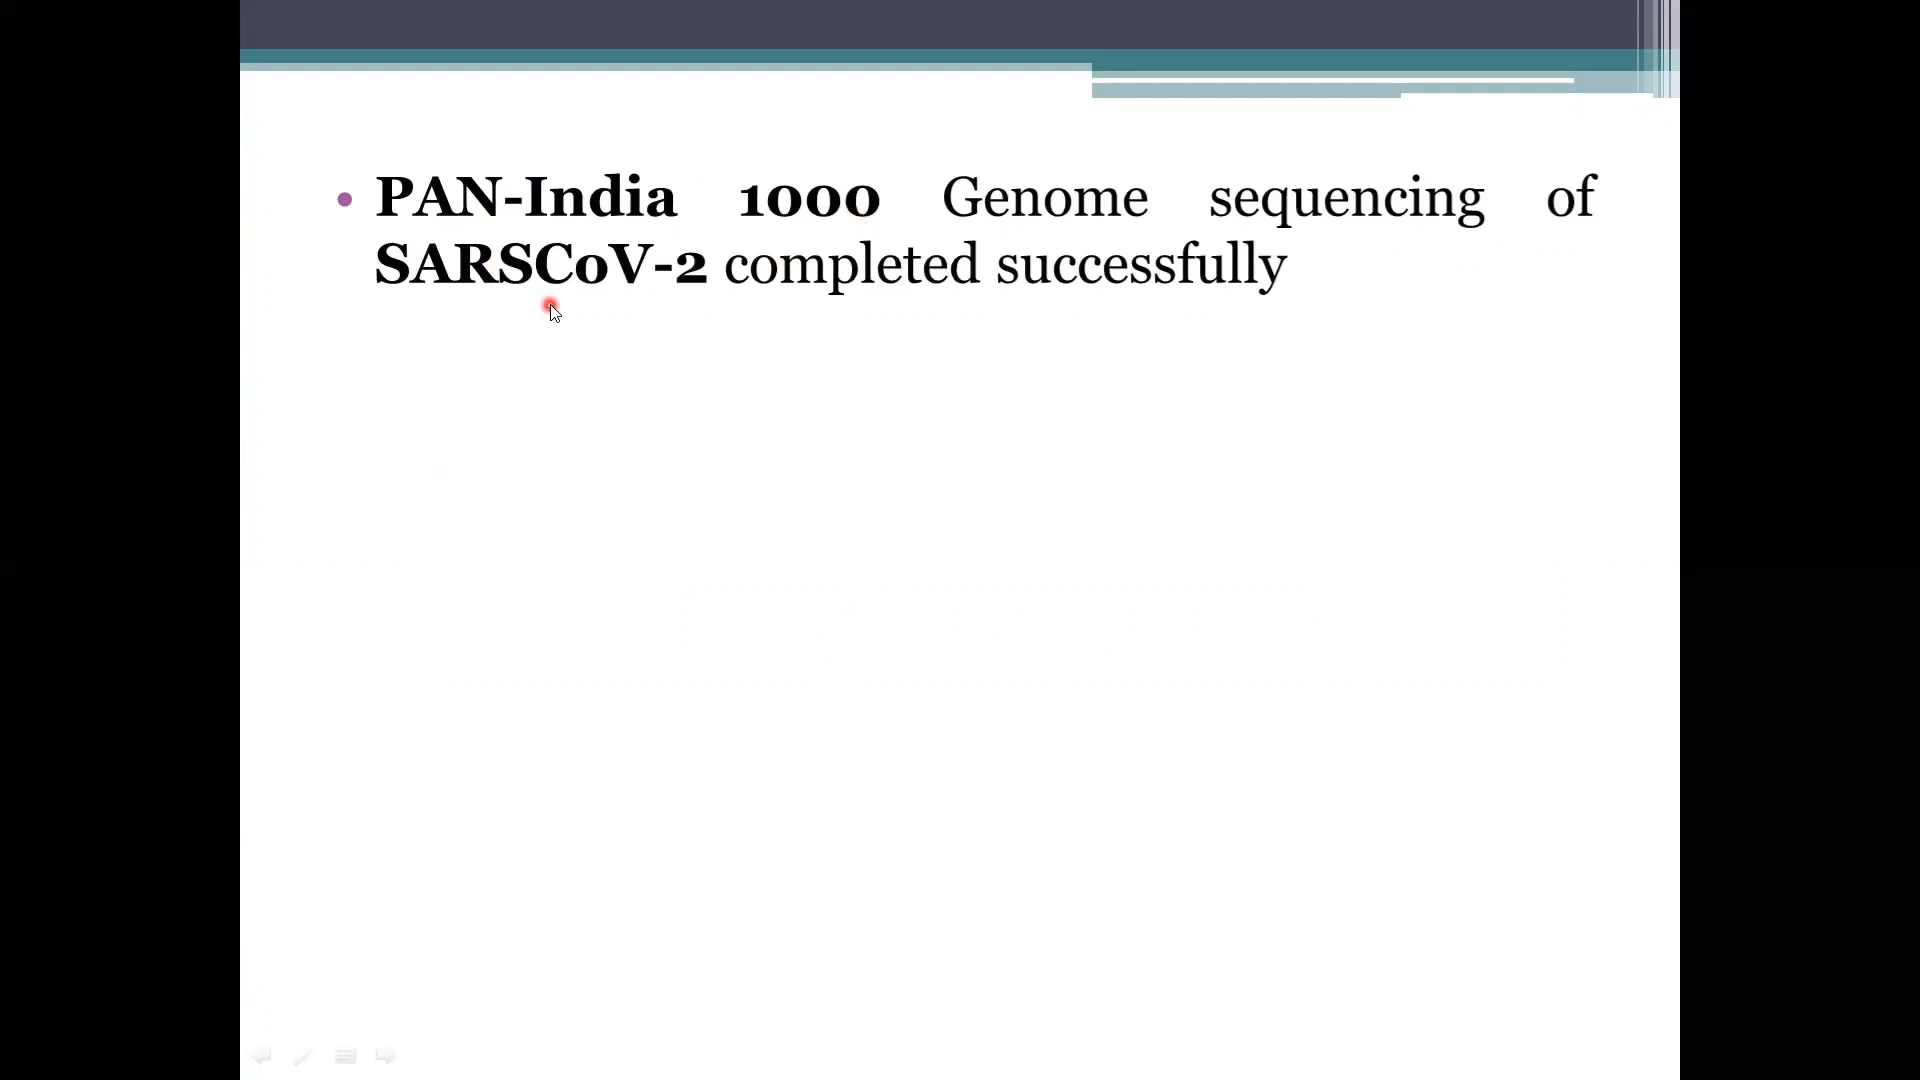 • PAN-India 1000 Genome sequencing of
SARSCoV-2 completed successfully